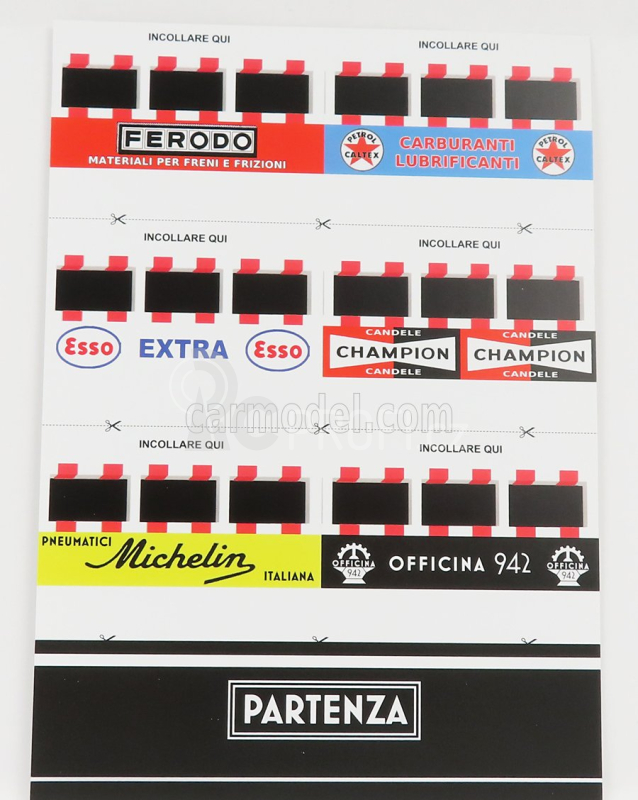 INCOLLARE QUI
INCOLLARE QUI
FERODO
MATERIALI PER FRENI E FRIZIONI
PETROL
CALTEX
CARBURANTI
LUBRIFICANTI
PETROL
CALTEX
INCOLLARE QUI
INCOLLARE QUI
Esso
EXTRA
Esso
CANDELE
CHAMPION
CANDELE
CANDELE
CHAMPION
CANDELE
carmodel.com
INCOLLARE QUI
INCOLLARE QUI
PNEUMATICI
Michelin
ITALIANA
OFFICINA
942
OFFICINA 942
OFFICINA
942
PARTENZA